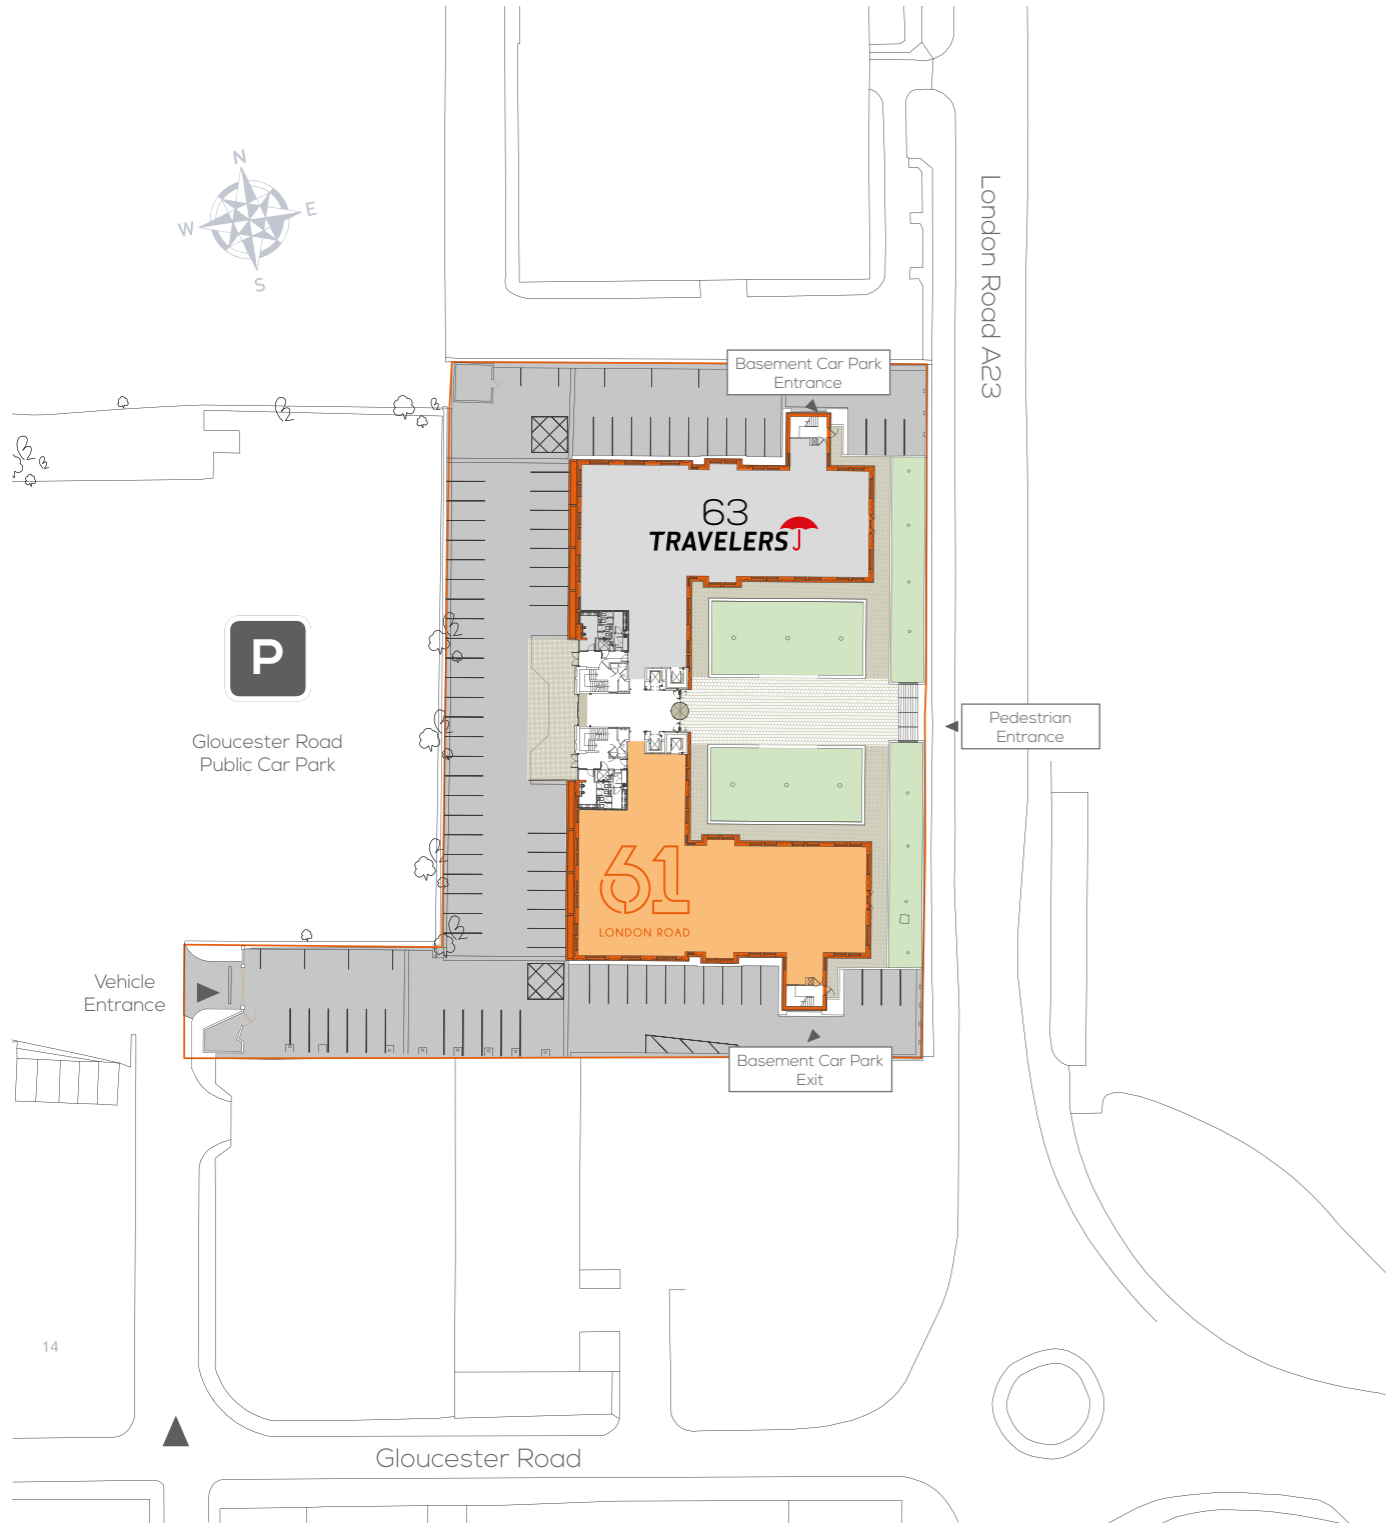 N
W
E
S
London Road A23
Basement Car Park
Entrance
63
TRAVELERS
P
Gloucester Road
Public Car Park
Pedestrian
Entrance
61
LONDON ROAD
Vehicle
Entrance
Basement Car Park
Exit
14
Gloucester Road